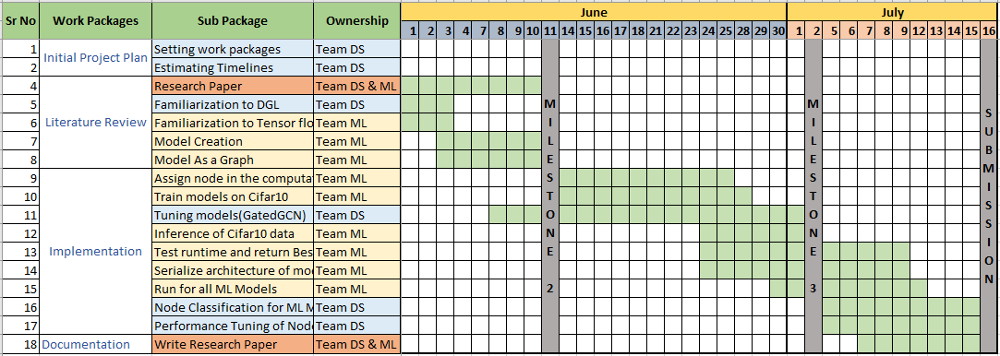 Sr No Work Packages Sub Package Ownership June July
1 2 3 4 7 8 9 10 11 14 15 16 17 18 21 22 23 24 25 28 29 30 1 2 5 6 7 8 9 12 13 14 15 16
1 Initial Project Plan Setting work packages Team DS
2 Estimating Timelines Team DS
4 Literature Review Research Paper Team DS & ML
5 Familiarization to DGL Team DS
6 Familiarization to Tensor flo Team ML
7 Model Creation Team ML
8 Model As a Graph Team ML
9 Implementation Assign node in the computa Team ML
10 Train models on Cifar10 Team ML
11 Tuning models(GatedGCN) Team DS
12 Inference of Cifar10 data Team ML
13 Test runtime and return Bes Team ML
14 Serialize architecture of mo Team ML
15 Run for all ML Models Team ML
16 Node Classification for ML M Team DS
17 Performance Tuning of Nod Team DS
18 Documentation Write Research Paper Team DS & ML
MILESTONE 2
MILESTONE 3
SUBMISSION